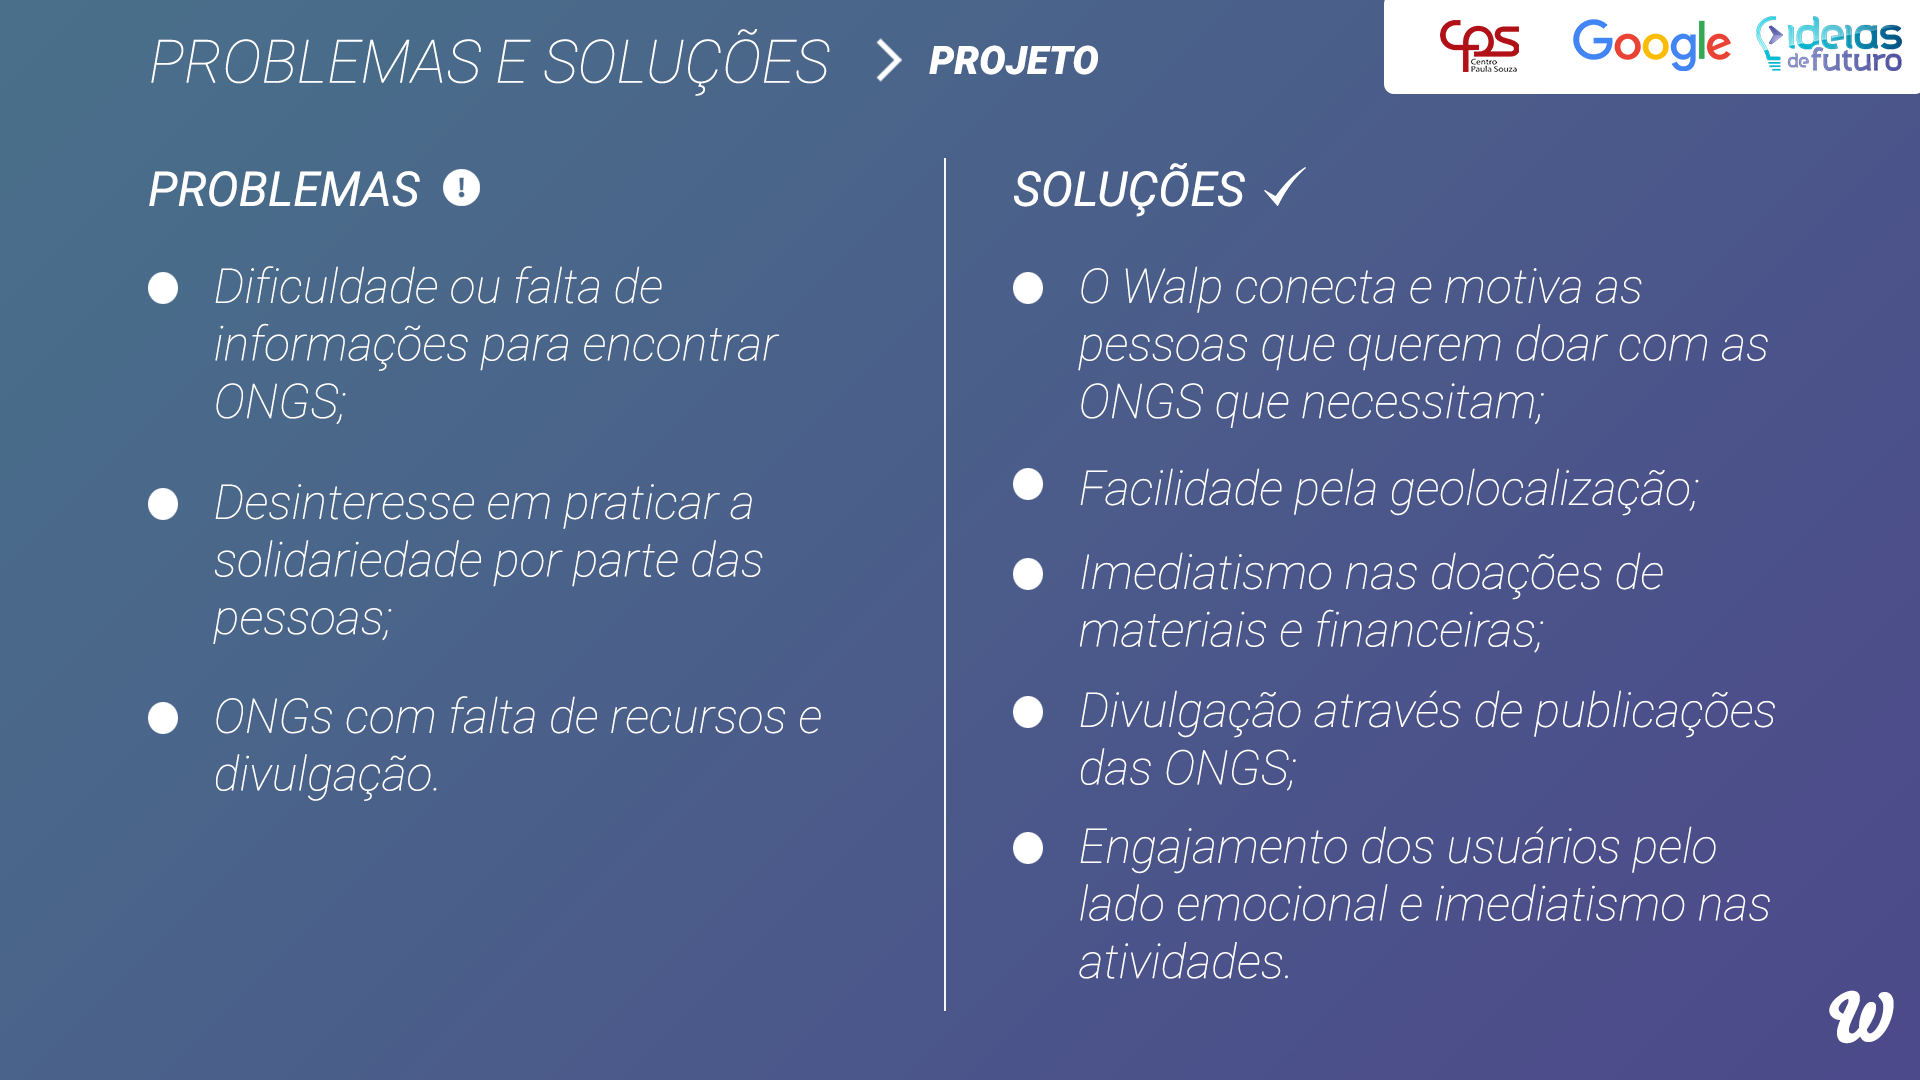 PROBLEMAS E SOLUÇÕES
PROJETO
CPS
Centro
Paula Souza
Google
ideias
de futuro
PROBLEMAS
Dificuldade ou falta de
informações para encontrar
ONGS;
Desinteresse em praticar a
solidariedade por parte das
pessoas;
ONGs com falta de recursos e
divulgação.
SOLUÇÕES
O Walp conecta e motiva as
pessoas que querem doar com as
ONGS que necessitam;
Facilidade pela geolocalização;
Imediatismo nas doações de
materiais e financeiras;
Divulgação através de publicações
das ONGS;
Engajamento dos usuários pelo
lado emocional e imediatismo nas
atividades.
W